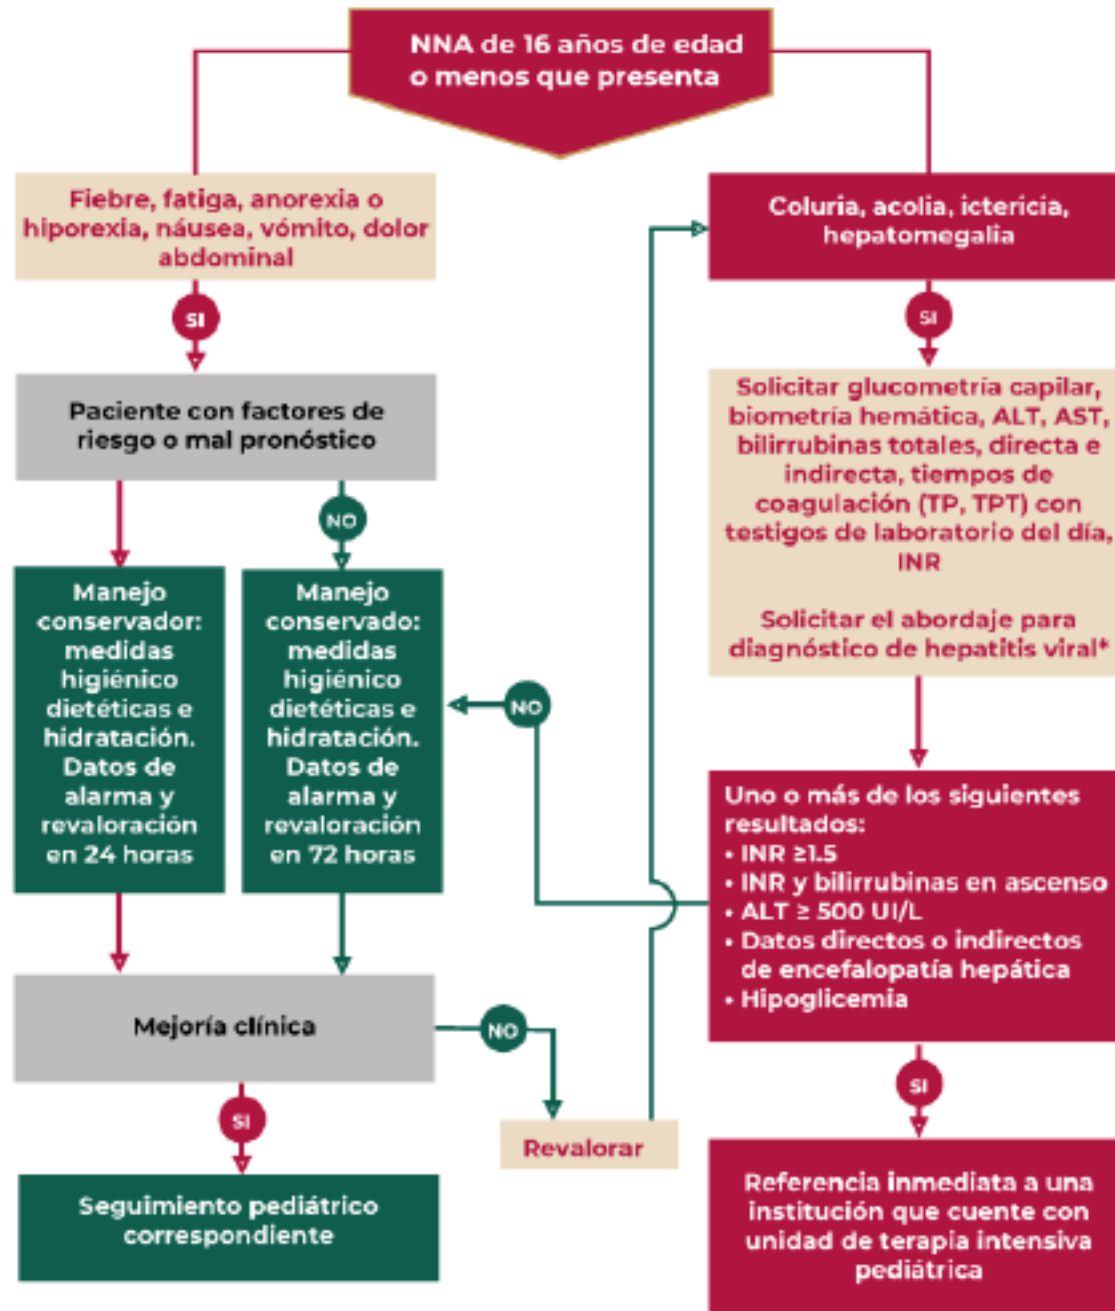 NNA de 16 años de edad
o menos que presenta
Fiebre, fatiga, anorexia o
hiporexia, náusea, vómito, dolor
abdominal
SI
Paciente con factores de
riesgo o mal pronóstico
NO
Manejo
conservador:
medidas
higiénico
dietéticas e
hidratación.
Datos de
alarma y
revaloración
en 24 horas
Manejo
conservado:
medidas
higiénico
dietéticas e
hidratación.
Datos de
alarma y
revaloración
en 72 horas
Mejoría clínica
NO
Revalorar
SI
Seguimiento pediátrico
correspondiente
Coluria, acolia, ictericia,
hepatomegalia
SI
Solicitar glucometría capilar,
biometría hemática, ALT, AST,
bilirrubinas totales, directa e
indirecta, tiempos de
coagulación (TP, TPT) con
testigos de laboratorio del día,
INR
Solicitar el abordaje para
diagnóstico de hepatitis viral*
NO
Uno o más de los siguientes
resultados:
• INR ≥1.5
• INR y bilirrubinas en ascenso
• ALT ≥ 500 UI/L
• Datos directos o indirectos
de encefalopatía hepática
• Hipoglicemia
SI
Referencia inmediata a una
institución que cuente con
unidad de terapia intensiva
pediátrica